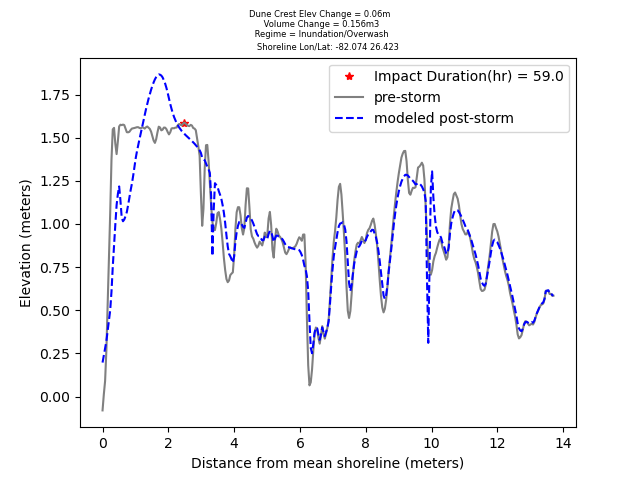 Dune Crest Elev Change = 0.06m
Volume Change = 0.156m3
Regime = Inundation/Overwash
Shoreline Lon/Lat: -82.074 26.423
Impact Duration(hr) = 59.0
pre-storm
modeled post-storm
1.75
1.50
1.25
1.00
0.75
0.50
0.25
0.00
Elevation (meters)
0 2 4 6 8 10 12 14
Distance from mean shoreline (meters)